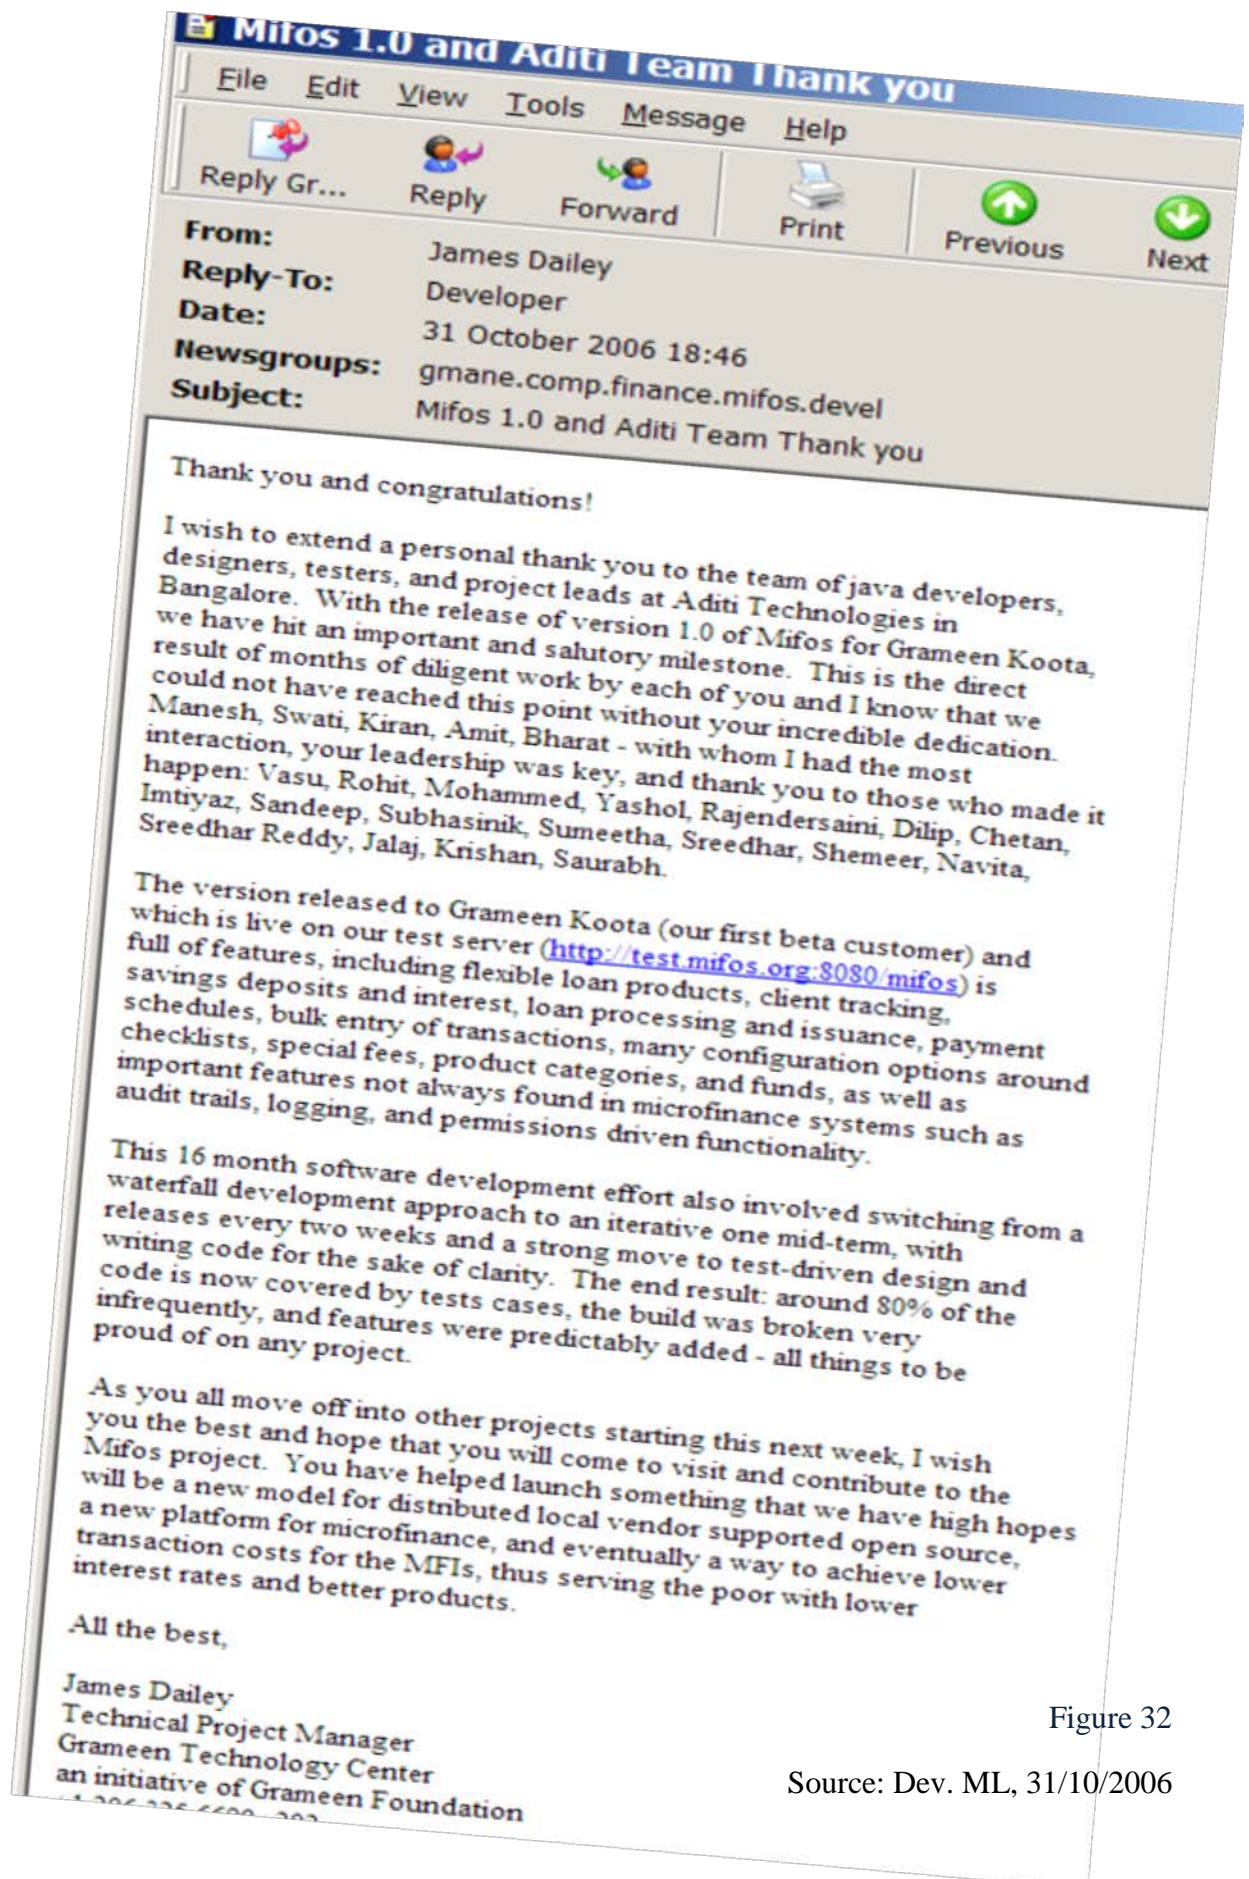 Mifos 1.0 and Aditi Team Thank you
File Edit View Tools Message Help
Reply Gr... Reply Forward Print Previous Next
From: James Dailey
Reply-To: Developer
Date: 31 October 2006 18:46
Newsgroups: gmane.comp.finance.mifos.devel
Subject: Mifos 1.0 and Aditi Team Thank you
Thank you and congratulations!
I wish to extend a personal thank you to the team of java developers,
designers, testers, and project leads at Aditi Technologies in
Bangalore. With the release of version 1.0 of Mifos for Grameen Koota,
we have hit an important and salutory milestone. This is the direct
result of months of diligent work by each of you and I know that we
could not have reached this point without your incredible dedication.
Manesh, Swati, Kiran, Amit, Bharat - with whom I had the most
interaction, your leadership was key, and thank you to those who made it
happen: Vasu, Rohit, Mohammed, Yashol, Rajendersaini, Dilip, Chetan,
Imtiyaz, Sandeep, Subhasinik, Sumeetha, Sreedhar, Shemeer, Navita,
Sreedhar Reddy, Jalaj, Krishan, Saurabh.
The version released to Grameen Koota (our first beta customer) and
which is live on our test server (http://test.mifos.org:8080/mifos) is
full of features, including flexible loan products, client tracking,
savings deposits and interest, loan processing and issuance, payment
schedules, bulk entry of transactions, many configuration options around
checklists, special fees, product categories, and funds, as well as
important features not always found in microfinance systems such as
audit trails, logging, and permissions driven functionality.
This 16 month software development effort also involved switching from a
waterfall development approach to an iterative one mid-term, with
releases every two weeks and a strong move to test-driven design and
writing code for the sake of clarity. The end result: around 80% of the
code is now covered by tests cases, the build was broken very
infrequently, and features were predictably added - all things to be
proud of on any project.
As you all move off into other projects starting this next week, I wish
you the best and hope that you will come to visit and contribute to the
Mifos project. You have helped launch something that we have high hopes
will be a new model for distributed local vendor supported open source,
a new platform for microfinance, and eventually a way to achieve lower
transaction costs for the MFIs, thus serving the poor with lower
interest rates and better products.
All the best,
James Dailey
Technical Project Manager
Grameen Technology Center
an initiative of Grameen Foundation
Figure 32
Source: Dev. ML, 31/10/2006